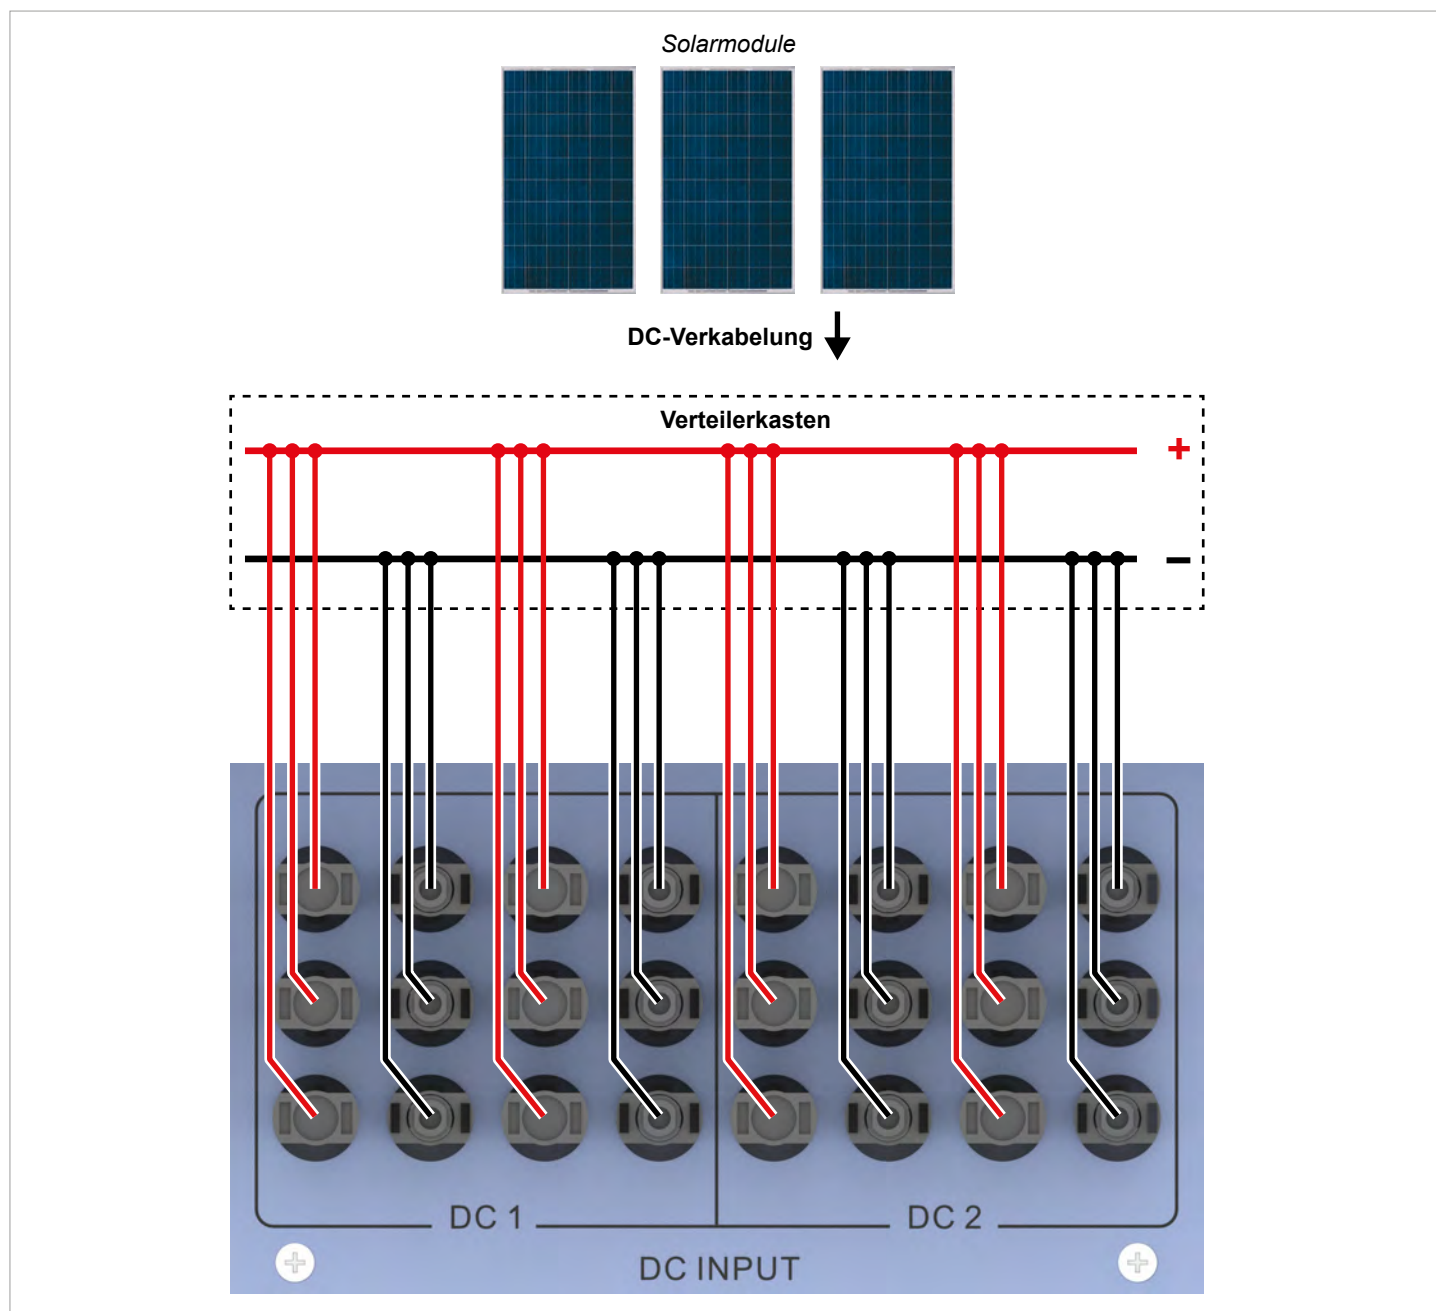 Solarmodule
DC-Verkabelung
Verteilerkasten
+
–
DC 1
DC 2
DC INPUT